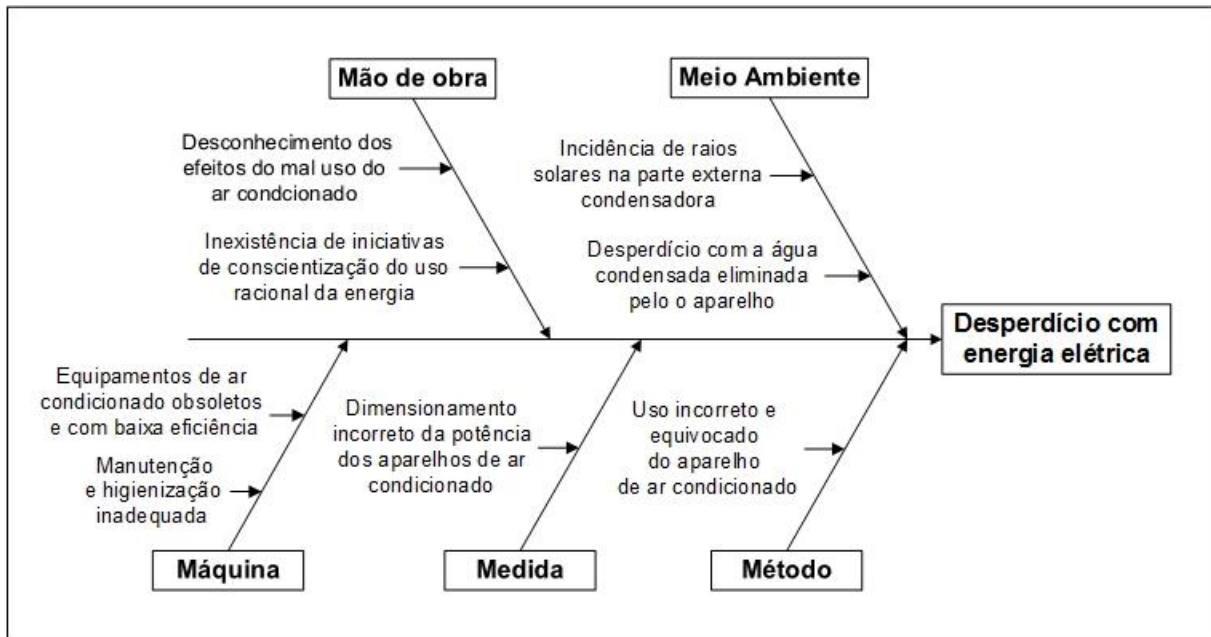 Mão de obra
Meio Ambiente
Desconhecimento dos
efeitos do mal uso do
ar condcionado
Incidência de raios
solares na parte externa
condensadora
Inexistência de iniciativas
de conscientização do uso
racional da energia
Desperdício com a água
condensada eliminada
pelo o aparelho
Desperdício com
energia elétrica
Equipamentos de ar
condicionado obsoletos
e com baixa eficiência
Manutenção
e higienização
inadequada
Dimensionamento
incorreto da potência
dos aparelhos de ar
condicionado
Uso incorreto e
equivocado
do aparelho
de ar condicionado
Máquina
Medida
Método